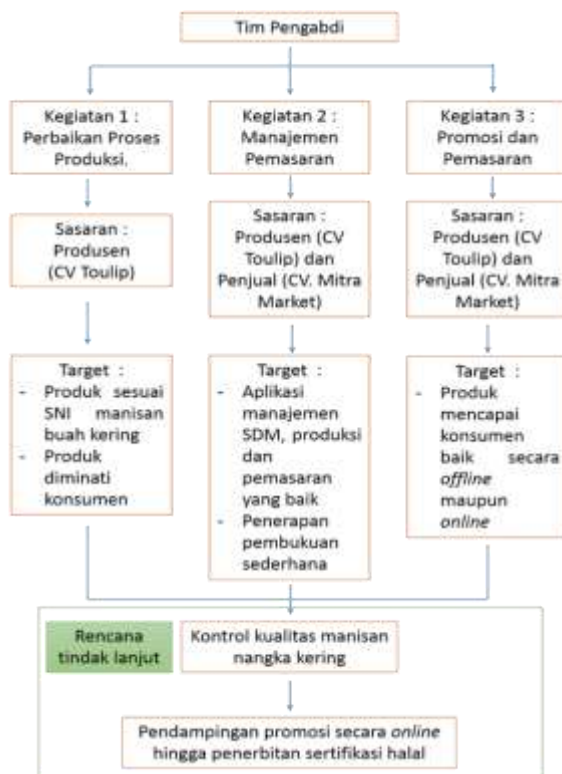 Tim Pengabdi
Kegiatan 1 :
Perbaikan Proses
Produksi.
Kegiatan 2 :
Manajemen
Pemasaran
Kegiatan 3 :
Promosi dan
Pemasaran
Sasaran :
Produsen
(CV Toulip)
Sasaran :
Produsen (CV
Toulip) dan
Penjual (CV. Mitra
Market)
Sasaran :
Produsen (CV
Toulip) dan
Penjual (CV. Mitra
Market)
Target :
- Produk sesuai
SNI manisan
buah kering
- Produk
diminati
konsumen
Target :
- Aplikasi
manajemen
SDM, produksi
dan
pemasaran
yang baik
- Penerapan
pembukuan
sederhana
Target :
- Produk
mencapai
konsumen
baik secara
offline
maupun
online
Rencana
tindak lanjut
Kontrol kualitas manisan
nangka kering
Pendampingan promosi secara online
hingga penerbitan sertifikasi halal